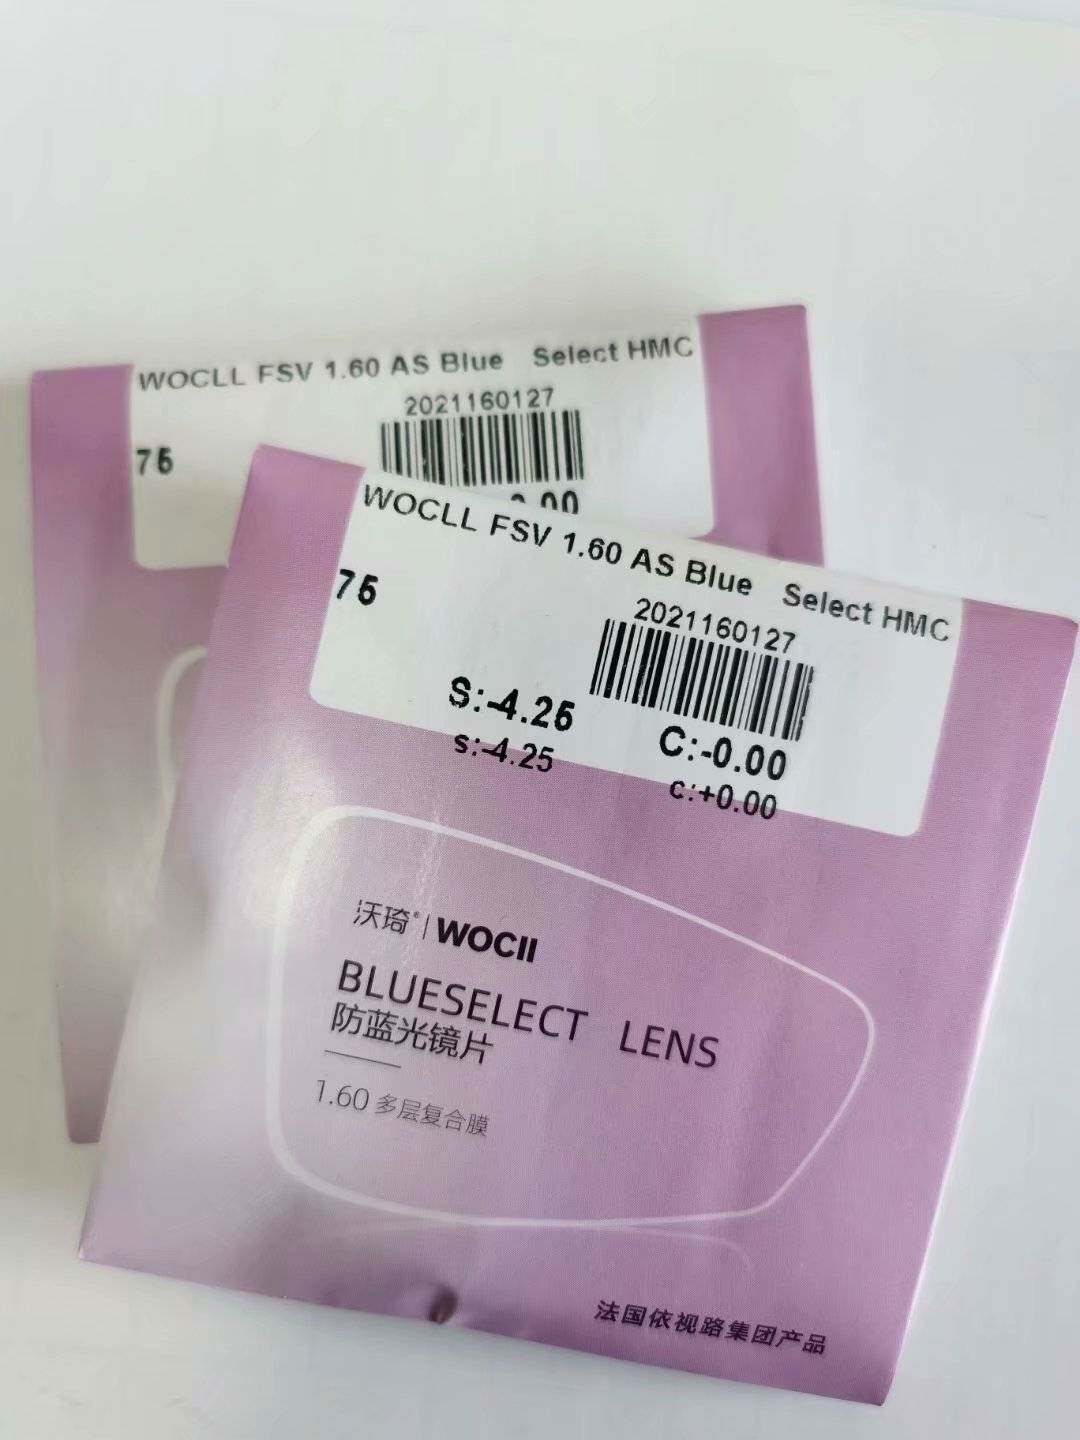 WOCLL FSV 1.60 AS Blue Select HMC
2021160127
75
WOCLL FSV 1.60 AS Blue Select HMC
75
2021160127
S:-4.25
C:-0.00
s:-4.25
c:+0.00
沃琦® | WOCII
BLUESELECT LENS
防蓝光镜片
1.60 多层复合膜
法国依视路集团产品